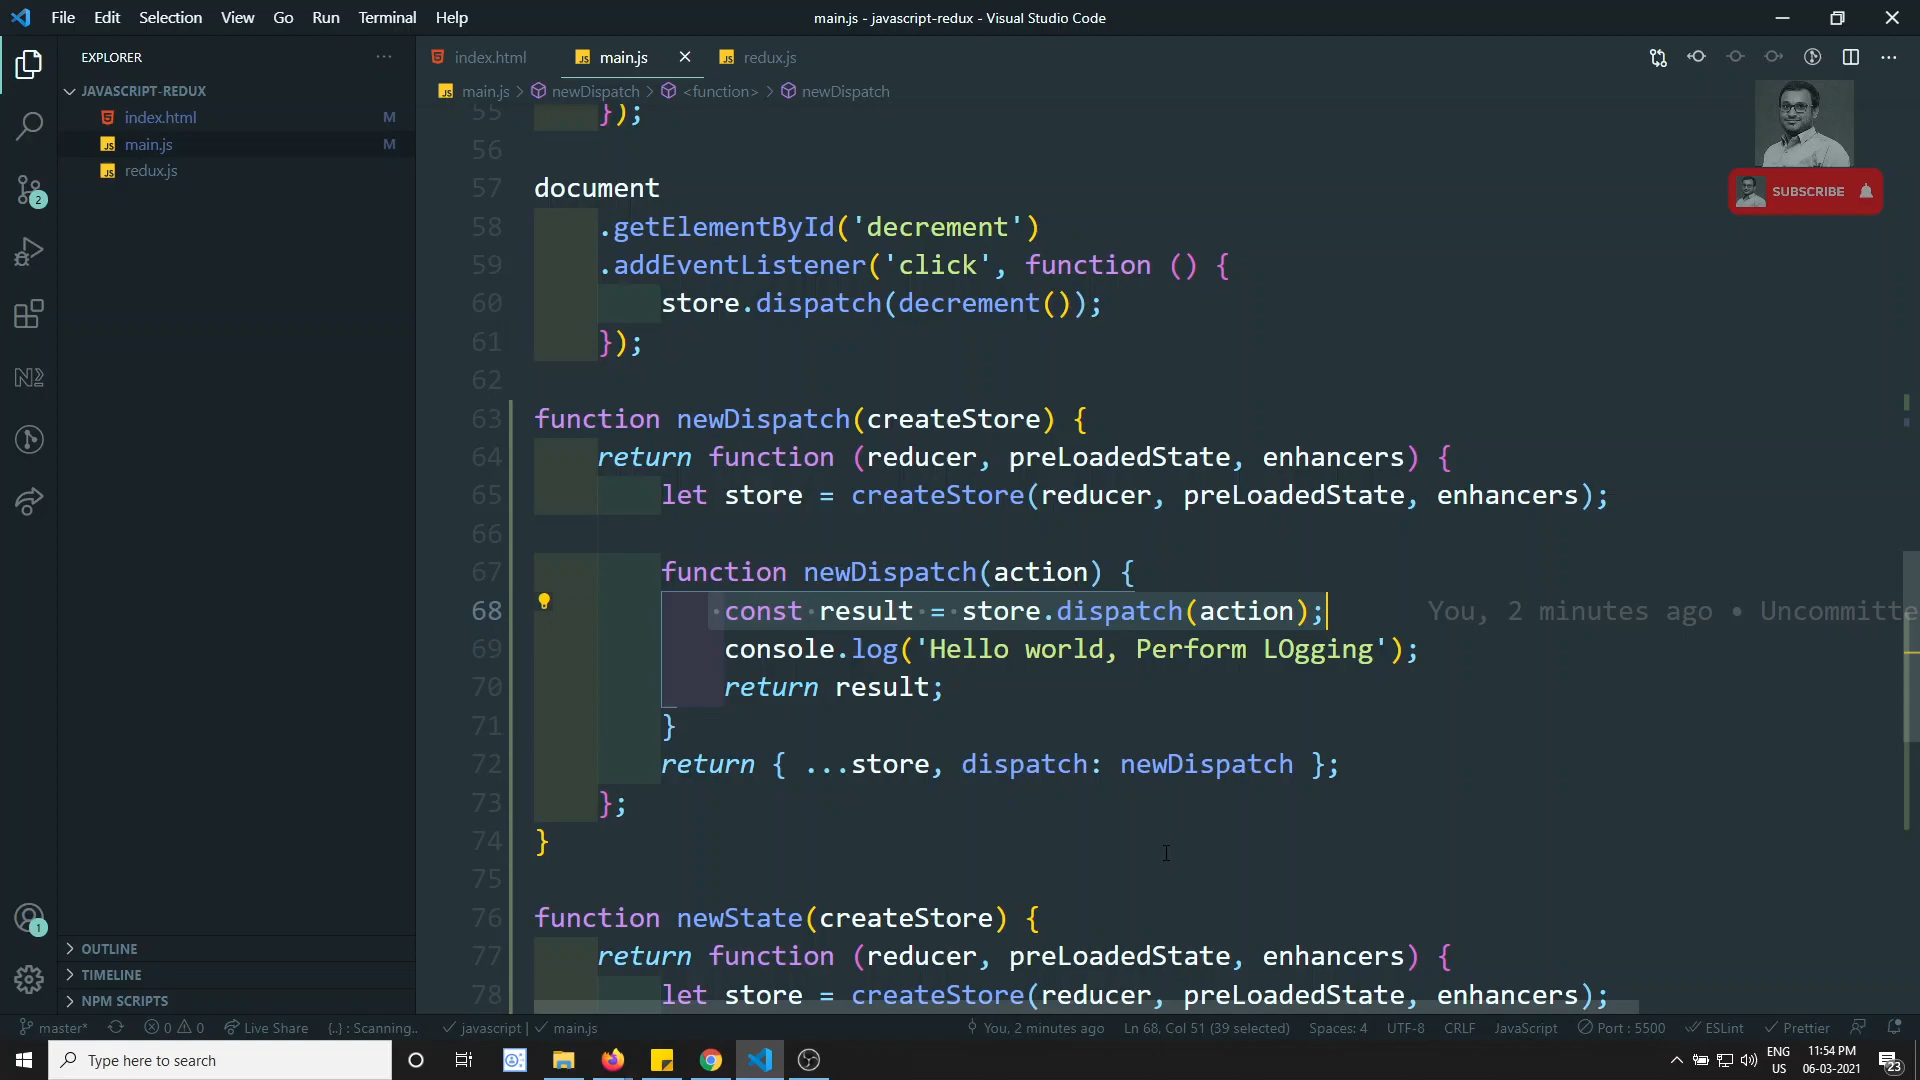 File Edit Selection View Go Run Terminal Help
main.js - javascript-redux - Visual Studio Code
EXPLORER
JAVASCRIPT-REDUX
index.html M
main.js M
redux.js
OUTLINE
TIMELINE
NPM SCRIPTS
2
1
index.html
main.js
redux.js
main.js > newDispatch > <function> > newDispatch
SUBSCRIBE
55 });
56
57 document
58 .getElementById('decrement')
59 .addEventListener('click', function () {
60 store.dispatch(decrement());
61 });
62
63 function newDispatch(createStore) {
64 return function (reducer, preLoadedState, enhancers) {
65 let store = createStore(reducer, preLoadedState, enhancers);
66
67 function newDispatch(action) {
68 const result = store.dispatch(action); You, 2 minutes ago • Uncommitte
69 console.log('Hello world, Perform LOgging');
70 return result;
71 }
72 return { ...store, dispatch: newDispatch };
73 };
74 }
75
76 function newState(createStore) {
77 return function (reducer, preLoadedState, enhancers) {
78 let store = createStore(reducer, preLoadedState, enhancers);
master* 0 0 Live Share {..} : Scanning.. javascript | main.js You, 2 minutes ago Ln 68, Col 51 (39 selected) Spaces: 4 UTF-8 CRLF JavaScript Port : 5500 ESLint Prettier
Type here to search
ENG
US
11:54 PM
06-03-2021
23